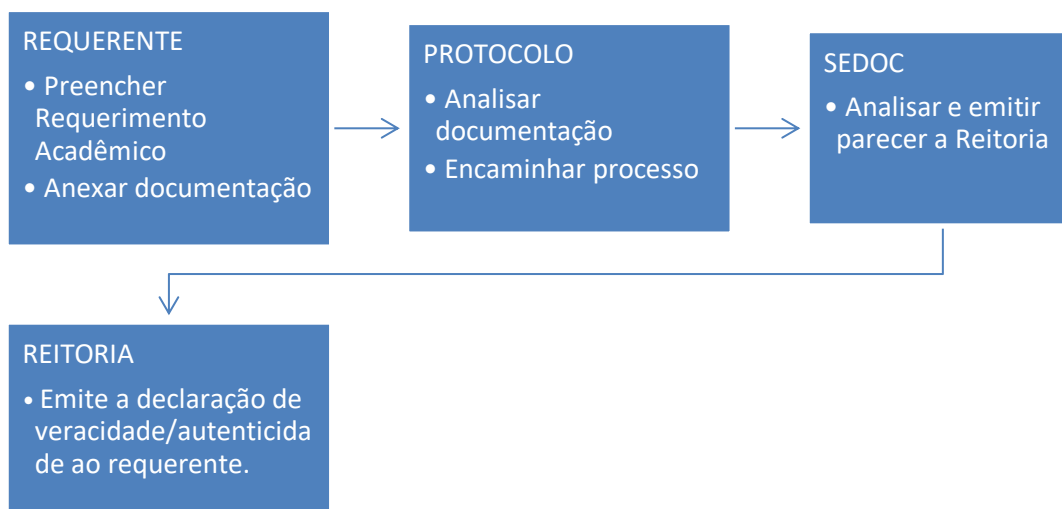 REQUERENTE
• Preencher
Requerimento
Acadêmico
• Anexar documentação
PROTOCOLO
• Analisar
documentação
• Encaminhar processo
SEDOC
• Analisar e emitir
parecer a Reitoria
REITORIA
• Emite a declaração de
veracidade/autenticida
de ao requerente.